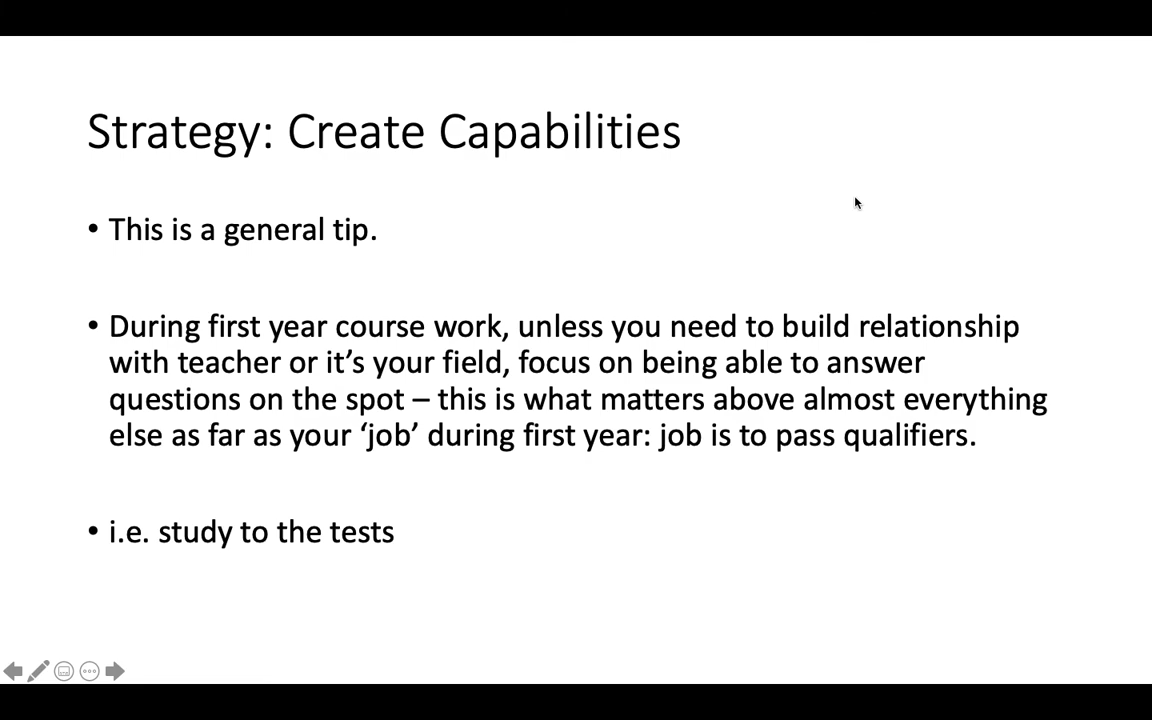 Strategy: Create Capabilities
• This is a general tip.
• During first year course work, unless you need to build relationship
with teacher or it’s your field, focus on being able to answer
questions on the spot – this is what matters above almost everything
else as far as your ‘job’ during first year: job is to pass qualifiers.
• i.e. study to the tests